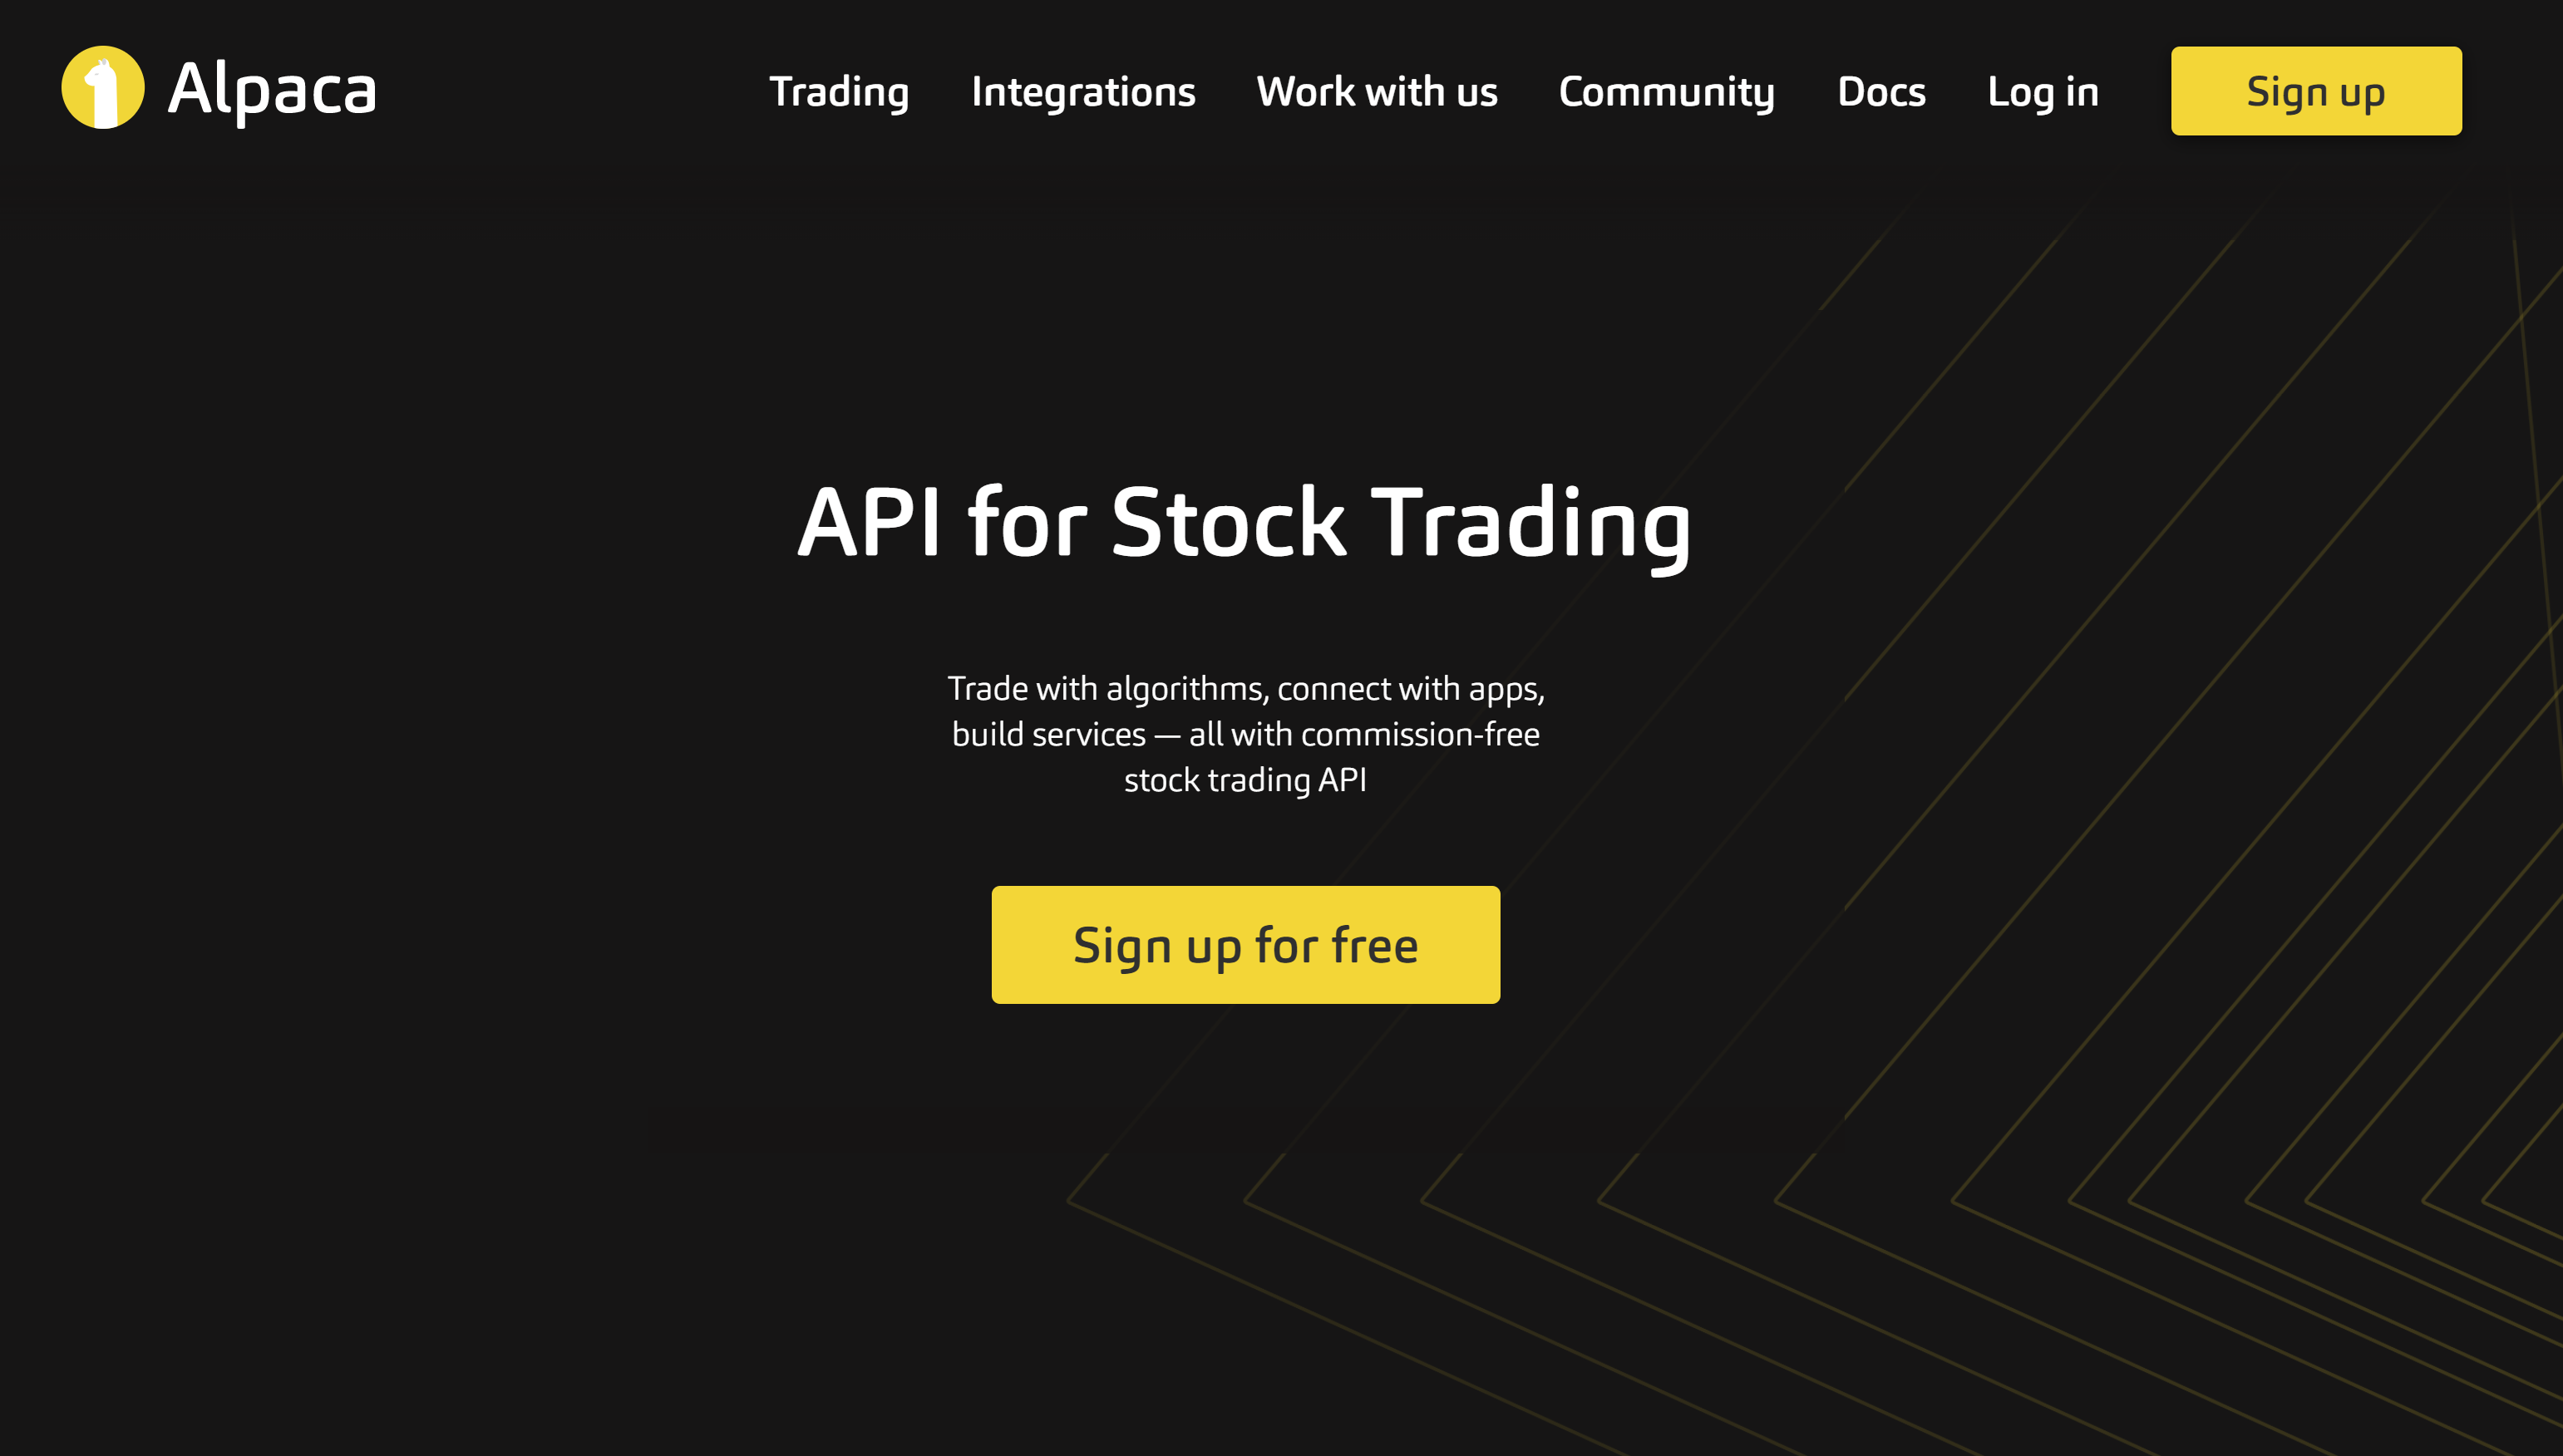 Alpaca
Trading Integrations Work with us Community Docs Log in Sign up
API for Stock Trading
Trade with algorithms, connect with apps,
build services — all with commission-free
stock trading API
Sign up for free